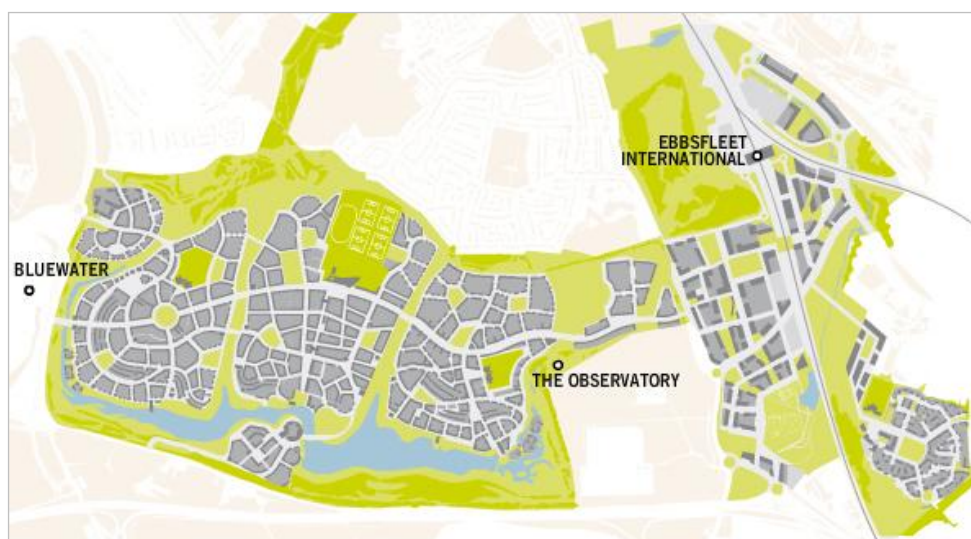 EBBSFLEET
INTERNATIONAL
BLUEWATER
THE OBSERVATORY